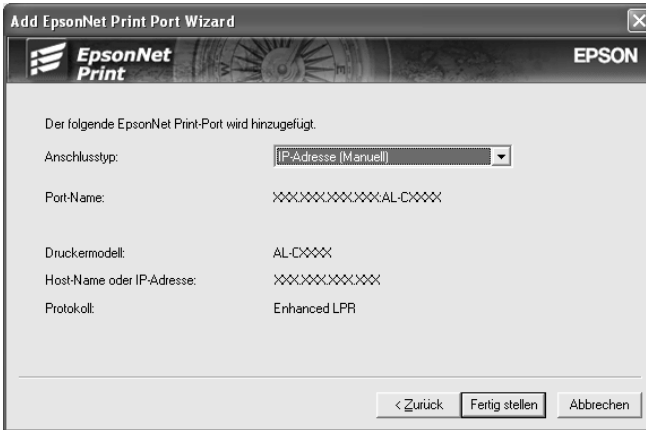 Add EpsonNet Print Port Wizard
EpsonNet
Print
EPSON
Der folgende EpsonNet Print-Port wird hinzugefügt.
Anschlusstyp: IP-Adresse (Manuell)
Port-Name: XXX.XXX.XXX.XXX:AL-CXXXX
Druckermodell: AL-CXXXX
Host-Name oder IP-Adresse: XXX.XXX.XXX.XXX
Protokoll: Enhanced LPR
< Zurück Fertig stellen Abbrechen